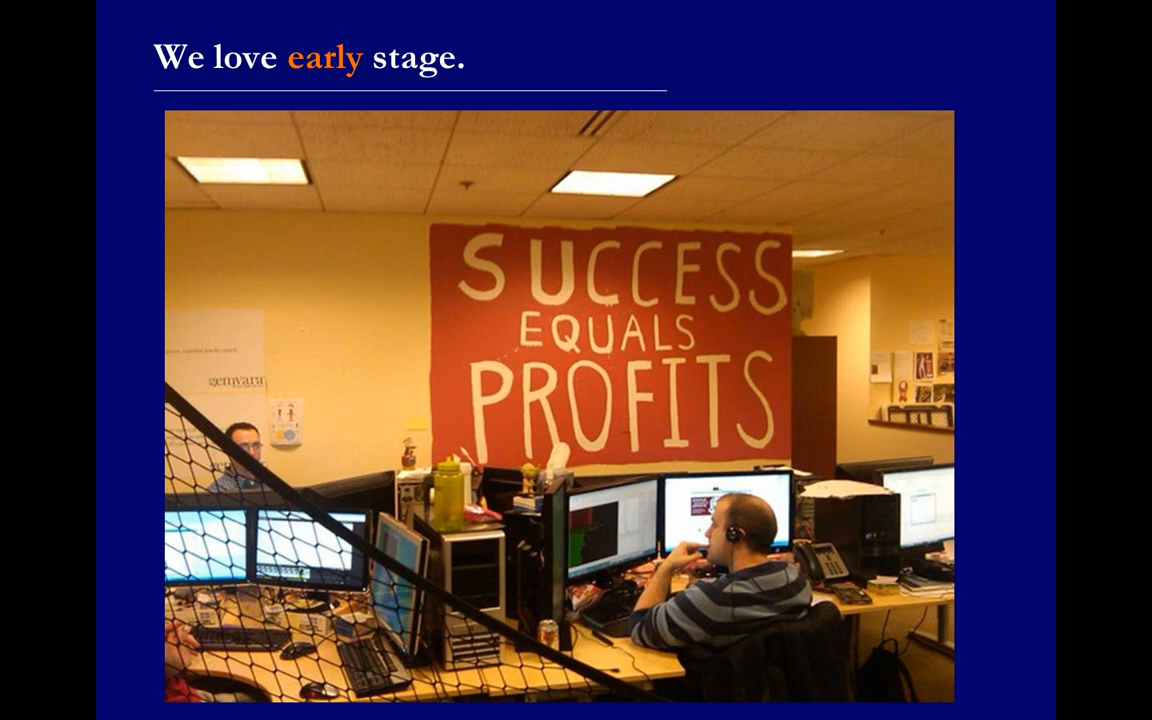 We love early stage.
SUCCESS
EQUALS
PROFITS
gemvara